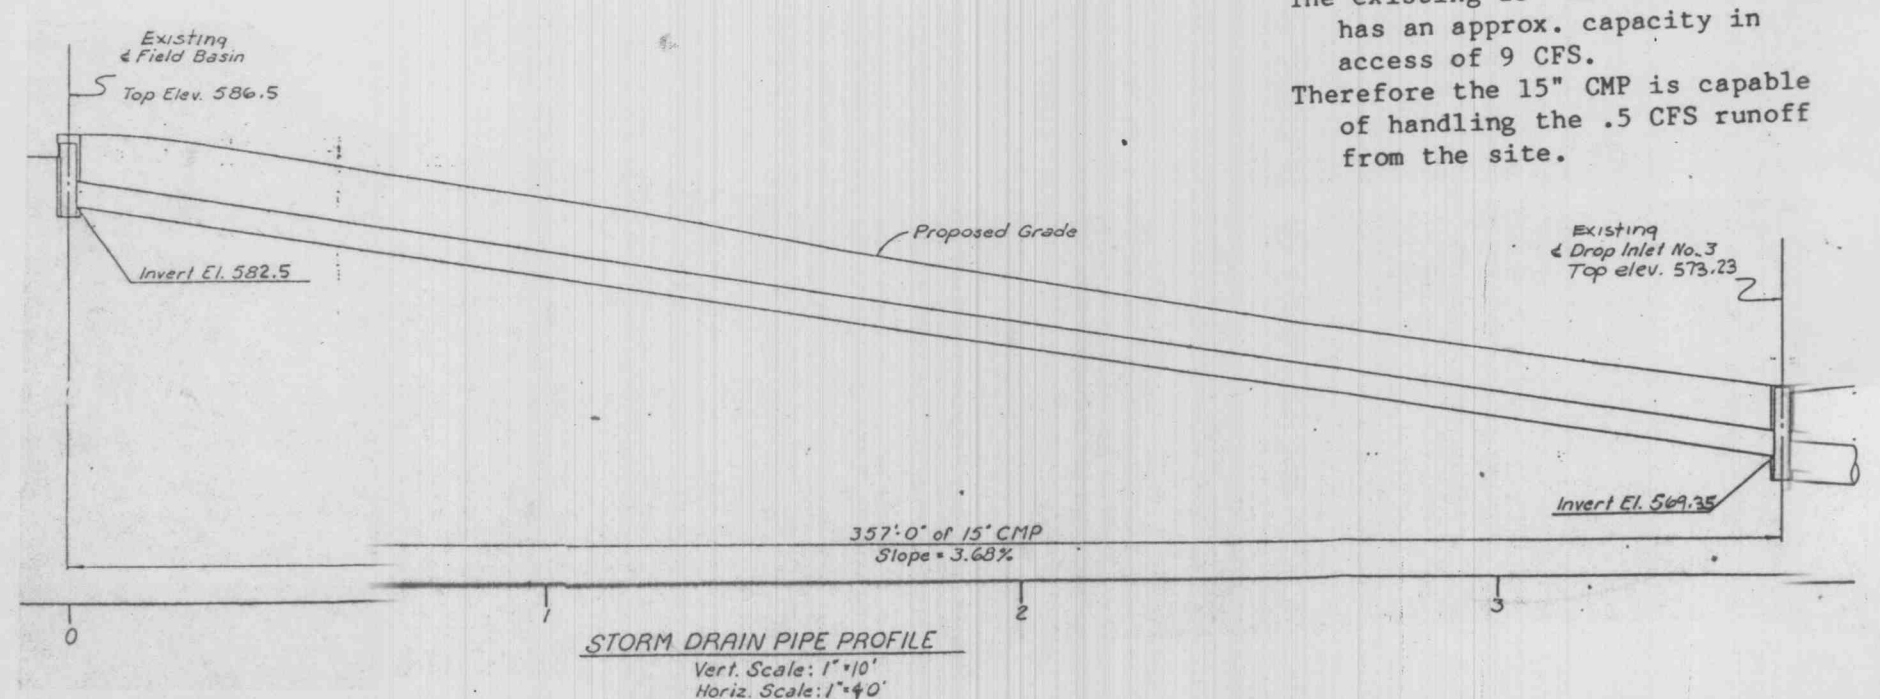 The existing
has an approx. capacity in
access of 9 CFS.
Therefore the 15" CMP is capable
of handling the .5 CFS runoff
from the site.
Existing
℄ Field Basin
Top Elev. 586.5
Invert El. 582.5
Proposed Grade
Existing
℄ Drop Inlet No. 3
Top elev. 573.23
Invert El. 569.35
357'-0" of 15" CMP
Slope = 3.68%
0 1 2 3
STORM DRAIN PIPE PROFILE
Vert. Scale: 1"=10'
Horiz. Scale: 1"=40'